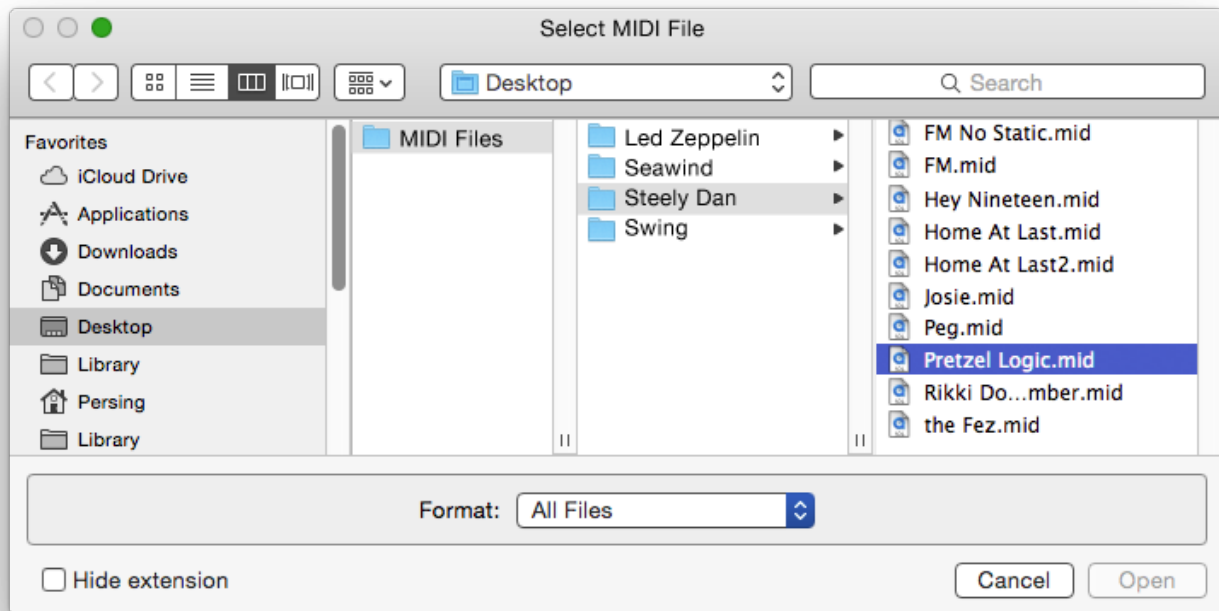 Select MIDI File
Desktop
Search
Favorites
iCloud Drive
Applications
Downloads
Documents
Desktop
Library
Persing
Library
MIDI Files
Led Zeppelin
Seawind
Steely Dan
Swing
FM No Static.mid
FM.mid
Hey Nineteen.mid
Home At Last.mid
Home At Last2.mid
Josie.mid
Peg.mid
Pretzel Logic.mid
Rikki Do...mber.mid
the Fez.mid
Format: All Files
Hide extension
Cancel
Open